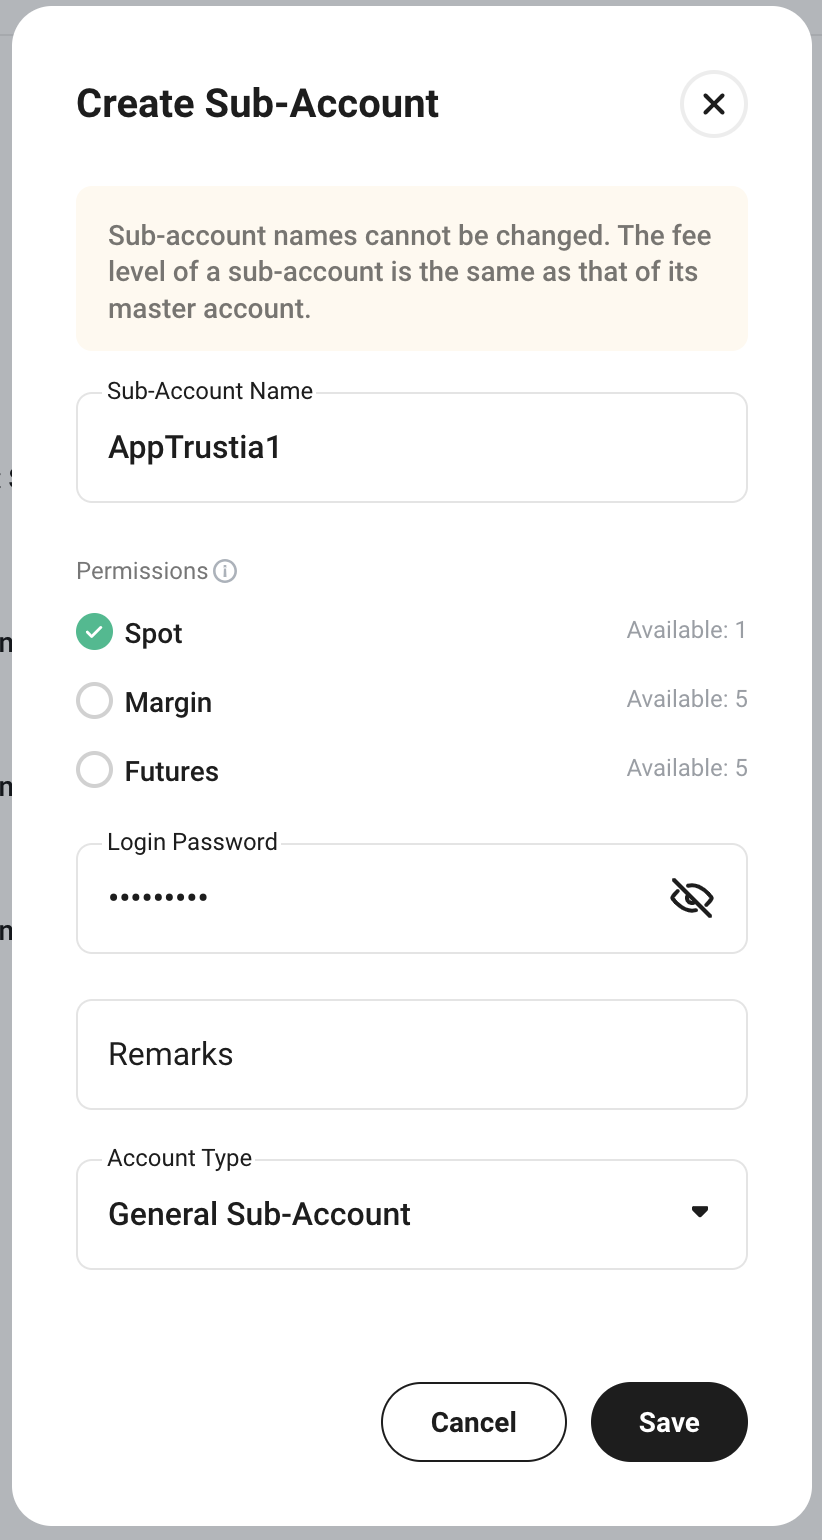 Create Sub-Account
Sub-account names cannot be changed. The fee
level of a sub-account is the same as that of its
master account.
Sub-Account Name
AppTrustia1
Permissions
Spot
Available: 1
Margin
Available: 5
Futures
Available: 5
Login Password
•••••••••
Remarks
Account Type
General Sub-Account
Cancel
Save